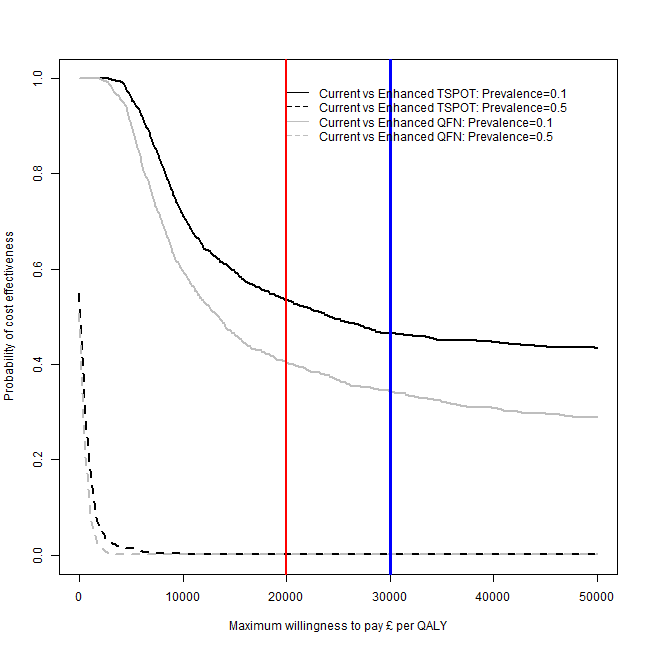 Current vs Enhanced TSPOT: Prevalence=0.1
Current vs Enhanced TSPOT: Prevalence=0.5
Current vs Enhanced QFN: Prevalence=0.1
Current vs Enhanced QFN: Prevalence=0.5
Probability of cost effectiveness
1.0
0.8
0.6
0.4
0.2
0.0
0 10000 20000 30000 40000 50000
Maximum willingness to pay £ per QALY